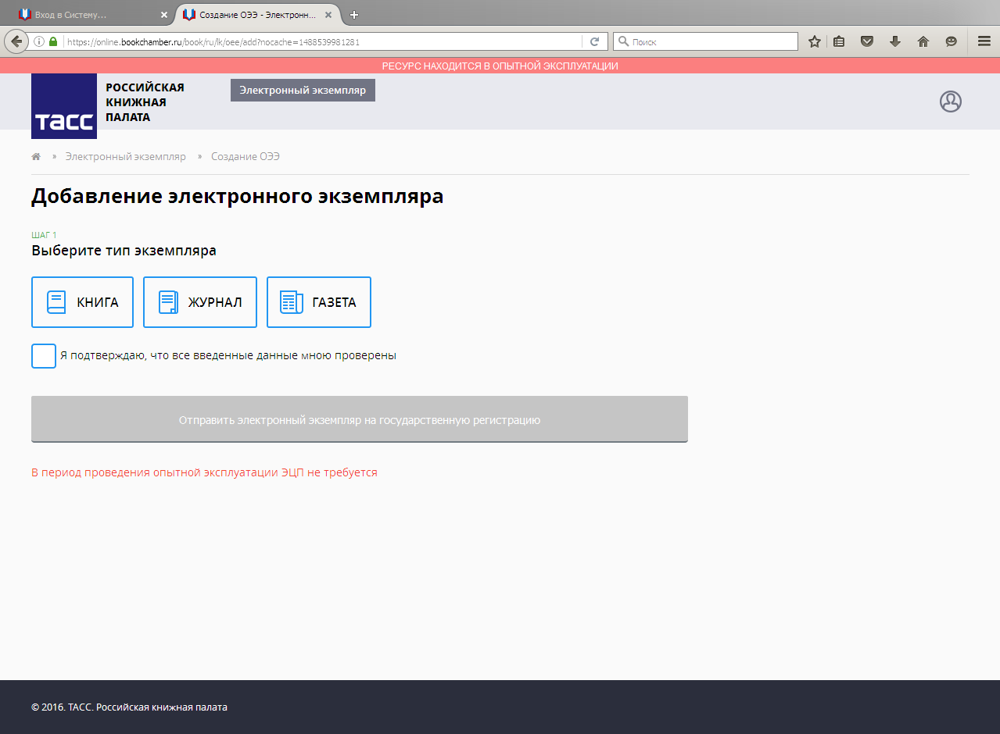 Вход в Систему...
Создание ОЭЭ - Электронн...
https://online.bookchamber.ru/book/ru/lk/oee/add?nocache=1488539981281
Поиск
РЕСУРС НАХОДИТСЯ В ОПЫТНОЙ ЭКСПЛУАТАЦИИ
ТАСС
РОССИЙСКАЯ
КНИЖНАЯ
ПАЛАТА
Электронный экземпляр
» Электронный экземпляр » Создание ОЭЭ
Добавление электронного экземпляра
ШАГ 1
Выберите тип экземпляра
КНИГА ЖУРНАЛ ГАЗЕТА
Я подтверждаю, что все введенные данные мною проверены
Отправить электронный экземпляр на государственную регистрацию
В период проведения опытной эксплуатации ЭЦП не требуется
© 2016. ТАСС. Российская книжная палата